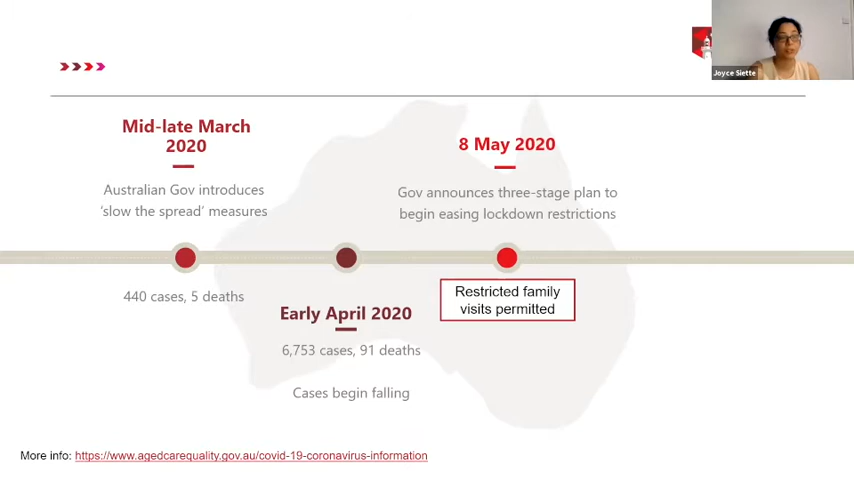 Joyce Siette
Mid-late March
2020
Australian Gov introduces
‘slow the spread’ measures
440 cases, 5 deaths
Early April 2020
6,753 cases, 91 deaths
Cases begin falling
8 May 2020
Gov announces three-stage plan to
begin easing lockdown restrictions
Restricted family
visits permitted
More info: https://www.agedcarequality.gov.au/covid-19-coronavirus-information